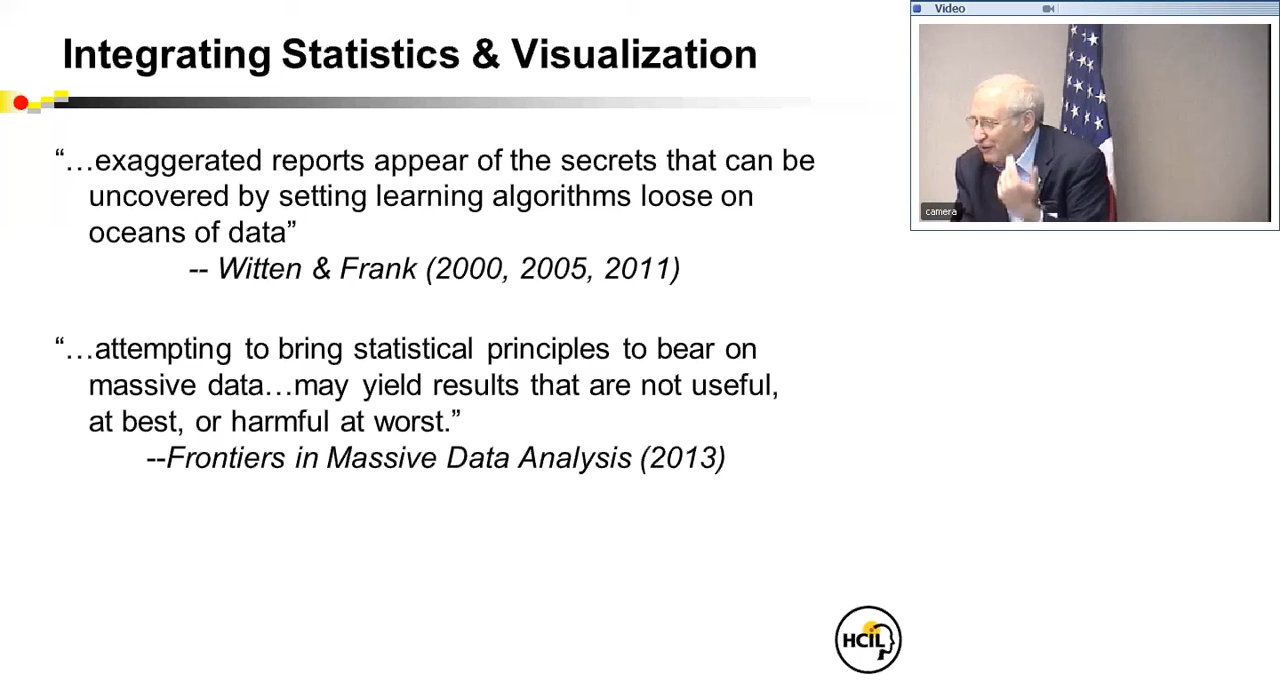 Integrating Statistics & Visualization
Video
camera
“…exaggerated reports appear of the secrets that can be
uncovered by setting learning algorithms loose on
oceans of data”
-- Witten & Frank (2000, 2005, 2011)
“…attempting to bring statistical principles to bear on
massive data…may yield results that are not useful,
at best, or harmful at worst.”
--Frontiers in Massive Data Analysis (2013)
HCIL